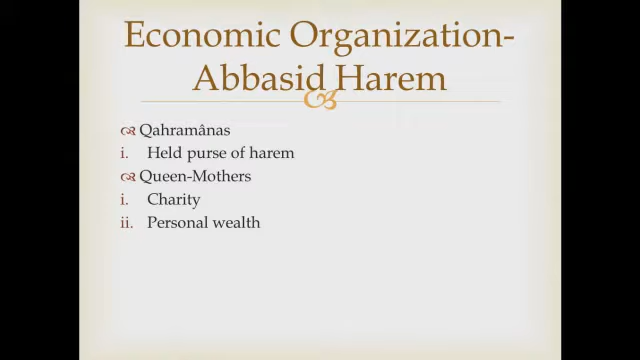 Economic Organization-
Abbasid Harem
Qahramânas
i. Held purse of harem
Queen-Mothers
i. Charity
ii. Personal wealth